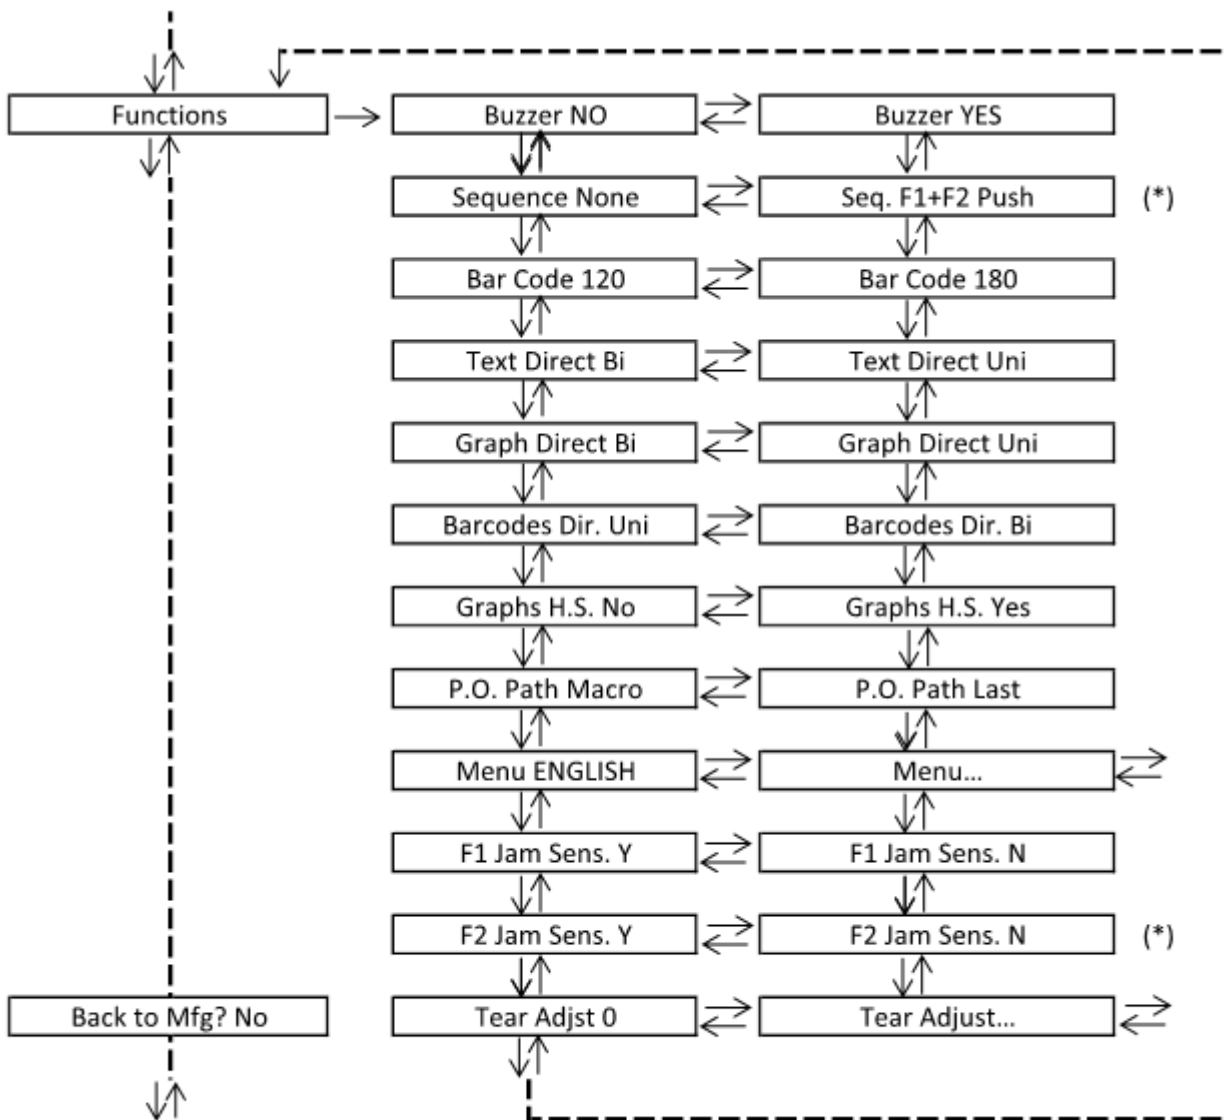 Functions
Buzzer NO
Buzzer YES
Sequence None
Seq. F1+F2 Push
(*)
Bar Code 120
Bar Code 180
Text Direct Bi
Text Direct Uni
Graph Direct Bi
Graph Direct Uni
Barcodes Dir. Uni
Barcodes Dir. Bi
Graphs H.S. No
Graphs H.S. Yes
P.O. Path Macro
P.O. Path Last
Menu ENGLISH
Menu…
F1 Jam Sens. Y
F1 Jam Sens. N
F2 Jam Sens. Y
F2 Jam Sens. N
(*)
Back to Mfg? No
Tear Adjst 0
Tear Adjust…